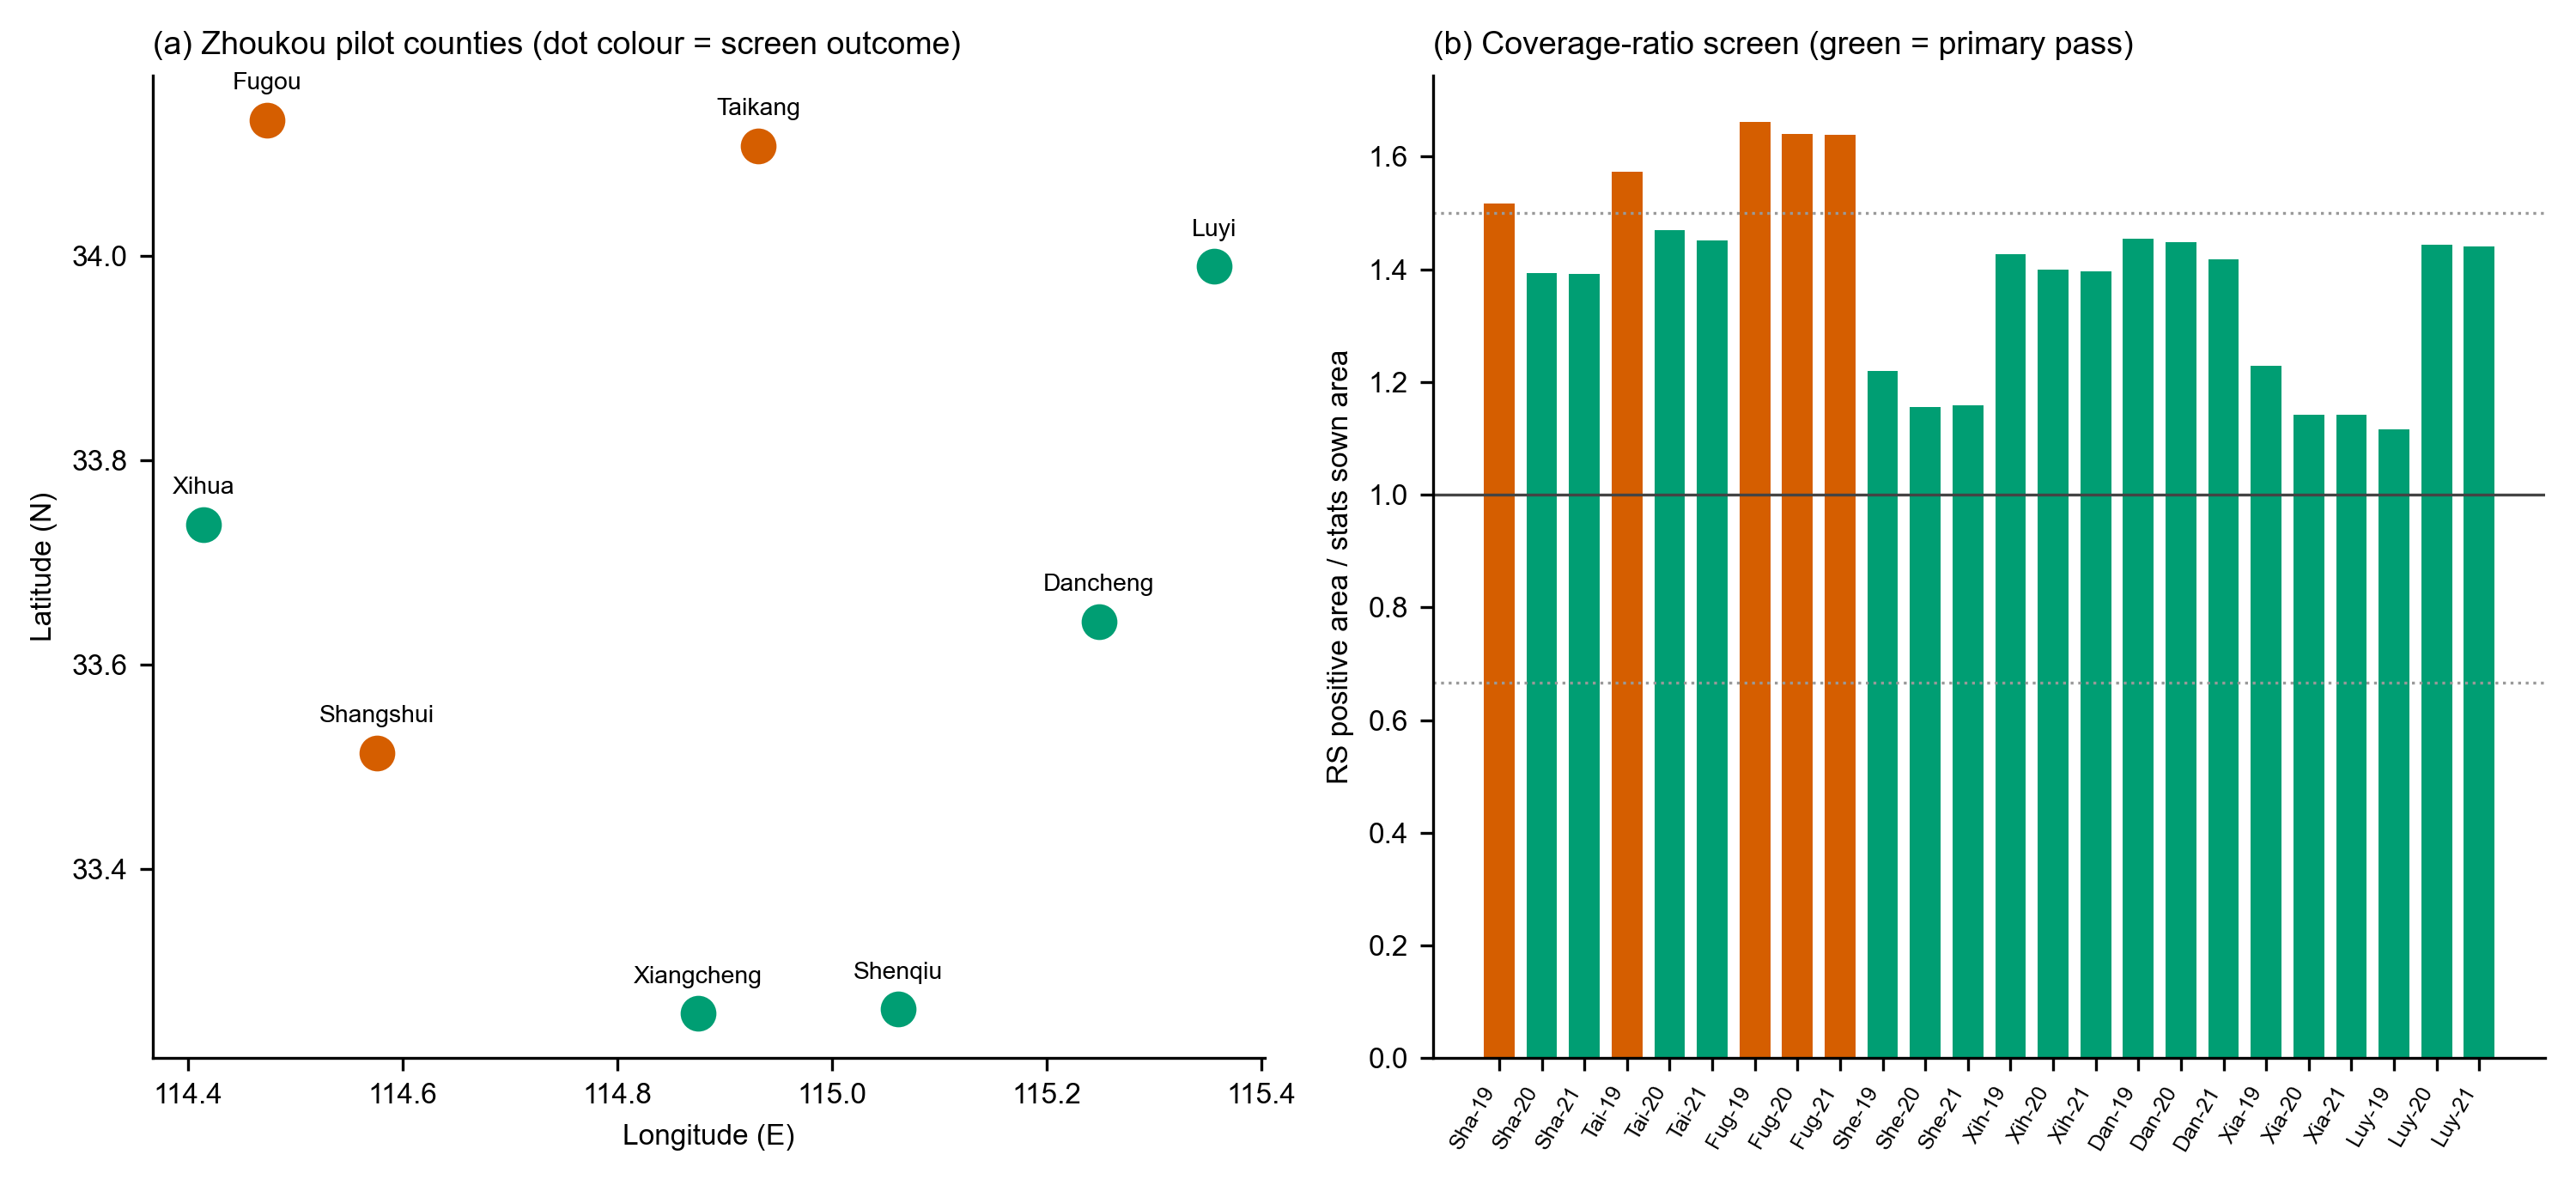 (a) Zhoukou pilot counties (dot colour = screen outcome)
Fugou
Taikang
Luyi
Xihua
Dancheng
Shangshui
Xiangcheng
Shenqiu
34.0
33.8
33.6
33.4
Latitude (N)
114.4
114.6
114.8
115.0
115.2
115.4
Longitude (E)
(b) Coverage-ratio screen (green = primary pass)
1.6
1.4
1.2
1.0
0.8
0.6
0.4
0.2
0.0
RS positive area / stats sown area
Sha-19
Sha-20
Sha-21
Tai-19
Tai-20
Tai-21
Fug-19
Fug-20
Fug-21
She-19
She-20
She-21
Xih-19
Xih-20
Xih-21
Dan-19
Dan-20
Dan-21
Xia-19
Xia-20
Xia-21
Luy-19
Luy-20
Luy-21